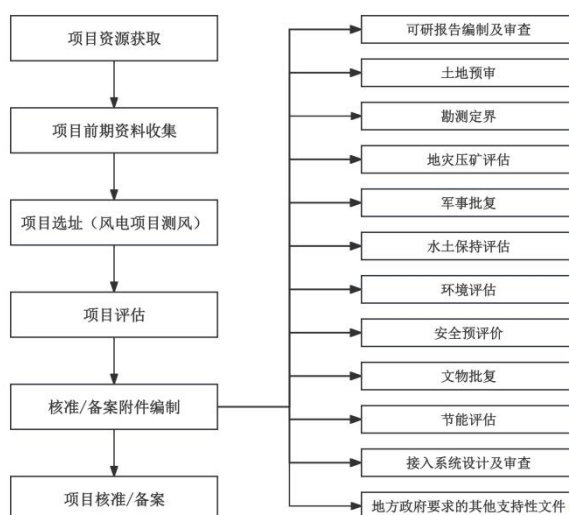 项目资源获取
项目前期资料收集
项目选址（风电项目测风）
项目评估
核准/备案附件编制
项目核准/备案
可研报告编制及审查
土地预审
勘测定界
地灾压矿评估
军事批复
水土保持评估
环境评估
安全预评价
文物批复
节能评估
接入系统设计及审查
地方政府要求的其他支持性文件